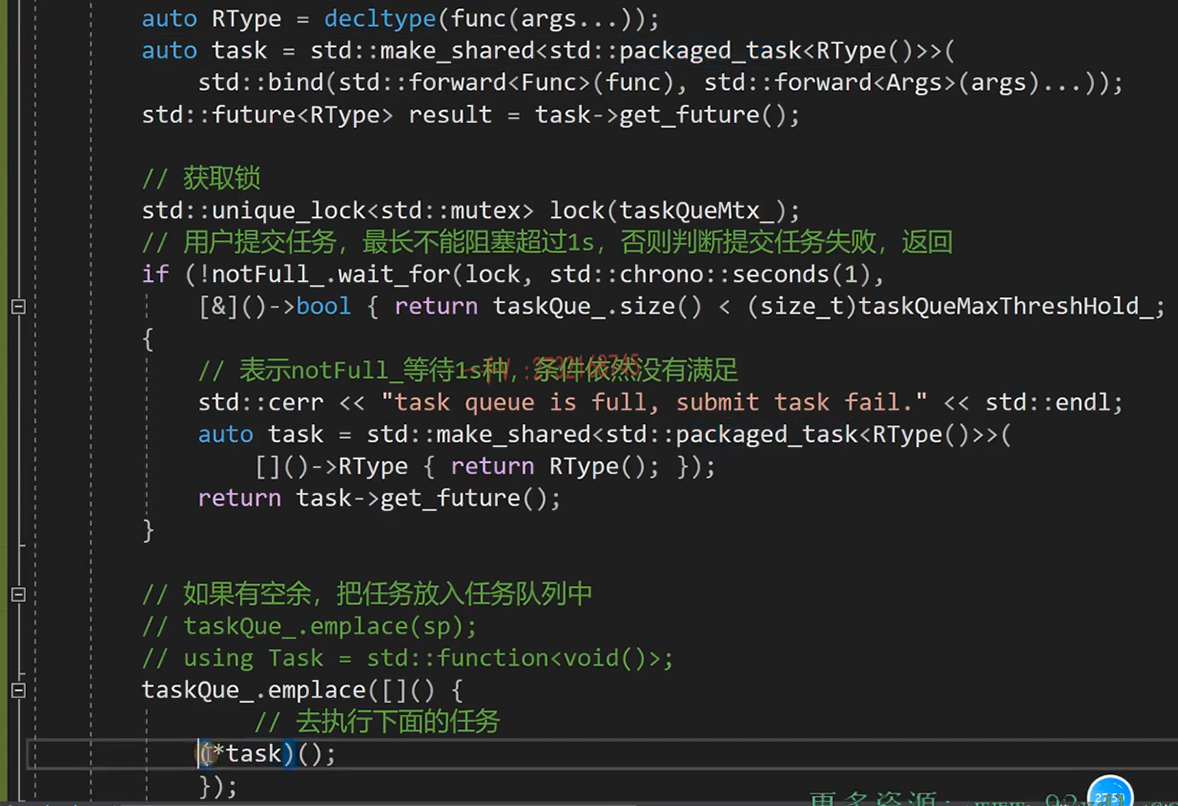 auto RType = decltype(func(args...));
auto task = std::make_shared<std::packaged_task<RType()>>(
std::bind(std::forward<Func>(func), std::forward<Args>(args)...));
std::future<RType> result = task->get_future();
// 获取锁
std::unique_lock<std::mutex> lock(taskQueMtx_);
// 用户提交任务，最长不能阻塞超过1s，否则判断提交任务失败，返回
if (!notFull_.wait_for(lock, std::chrono::seconds(1),
[&]()->bool { return taskQue_.size() < (size_t)taskQueMaxThreshHold_;
{
// 表示notFull_等待1s种，条件依然没有满足
std::cerr << "task queue is full, submit task fail." << std::endl;
auto task = std::make_shared<std::packaged_task<RType()>>(
[]()->RType { return RType(); });
return task->get_future();
}
// 如果有空余，把任务放入任务队列中
// taskQue_.emplace(sp);
// using Task = std::function<void()>;
taskQue_.emplace([]() {
// 去执行下面的任务
(*task)();
});
27:50
更多资源：